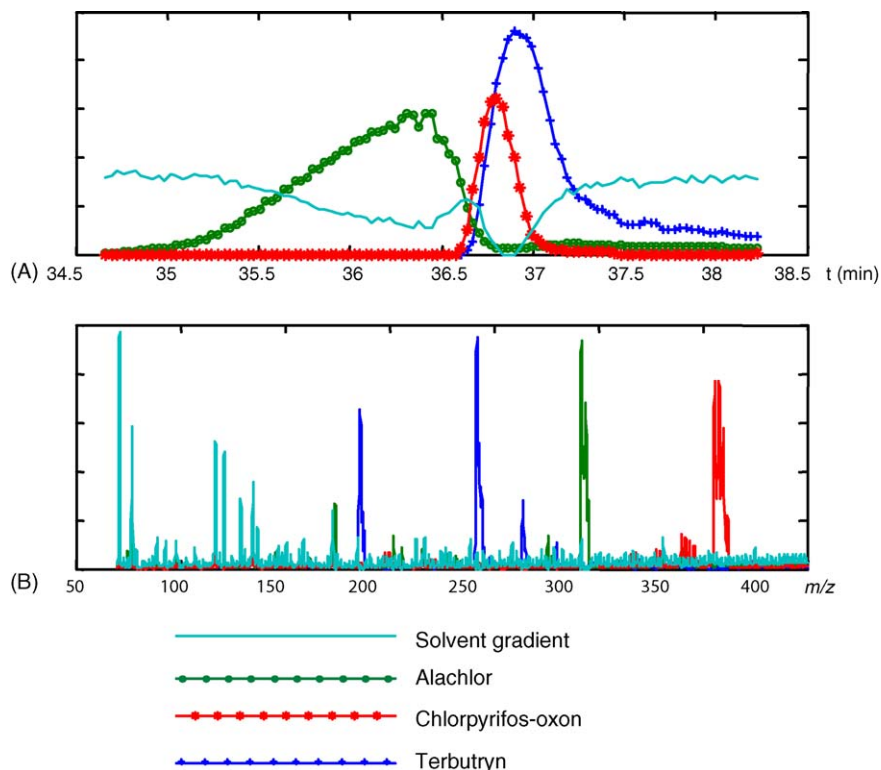 (A)
34.5 35 35.5 36 36.5 37 37.5 38 38.5 t (min)
(B)
50 100 150 200 250 300 350 400 m/z
Solvent gradient
Alachlor
Chlorpyrifos-oxon
Terbutryn